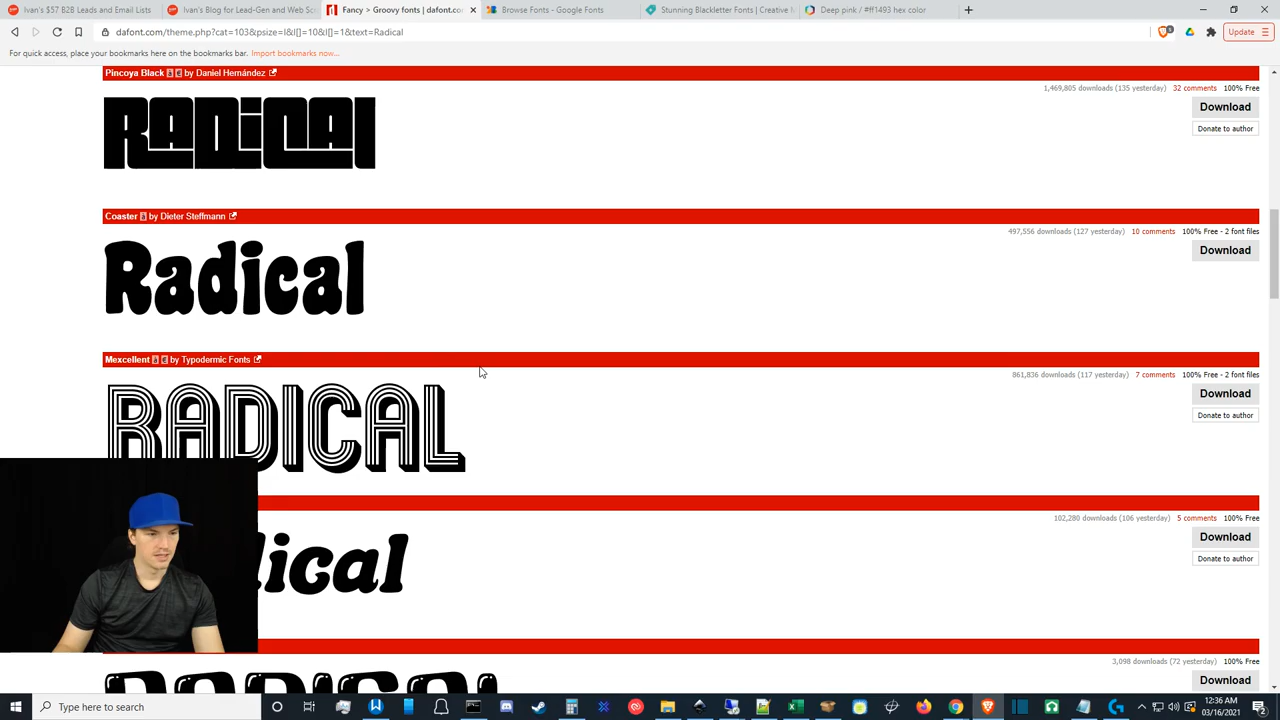 Ivan's $37 B2B Leads and Email Lists
Ivan's Blog for Lead-Gen and Web Scr
Fancy > Groovy fonts | dafont.com
Browse Fonts - Google Fonts
Stunning Blackletter Fonts | Creative M
Deep pink / #ff1493 hex color
dafont.com/theme.php?cat=103&psize=l&l[]=10&l[]=1&text=Radical
Update
For quick access, place your bookmarks here on the bookmarks bar. Import bookmarks now...
Pincoya Black à € by Daniel Hernández
1,469,805 downloads (135 yesterday) 32 comments 100% Free
Download
Donate to author
RADiCAl
Coaster à by Dieter Steffmann
497,556 downloads (127 yesterday) 10 comments 100% Free - 2 font files
Download
Radical
Mexcellent à € by Typodermic Fonts
861,836 downloads (117 yesterday) 7 comments 100% Free - 2 font files
Download
Donate to author
RADICAL
102,280 downloads (106 yesterday) 5 comments 100% Free
Download
Donate to author
dical
3,098 downloads (72 yesterday) 100% Free
Download
RADICAL
Type here to search
12:36 AM
03/16/2021